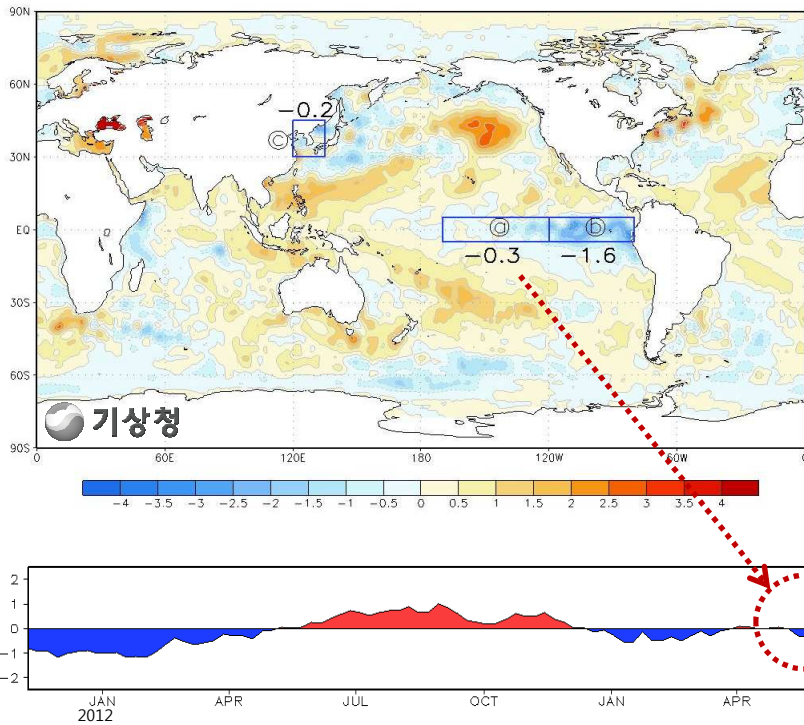 90N
60N
30N
EQ
30S
60S
90S
-0.2
ⓒ
ⓐ
ⓑ
-0.3
-1.6
기상청
0
60E
120E
180
120W
60W
0
-4
-3.5
-3
-2.5
-2
-1.5
-1
-0.5
0
0.5
1
1.5
2
2.5
3
3.5
4
2
1
0
-1
-2
JAN
2012
APR
JUL
OCT
JAN
APR